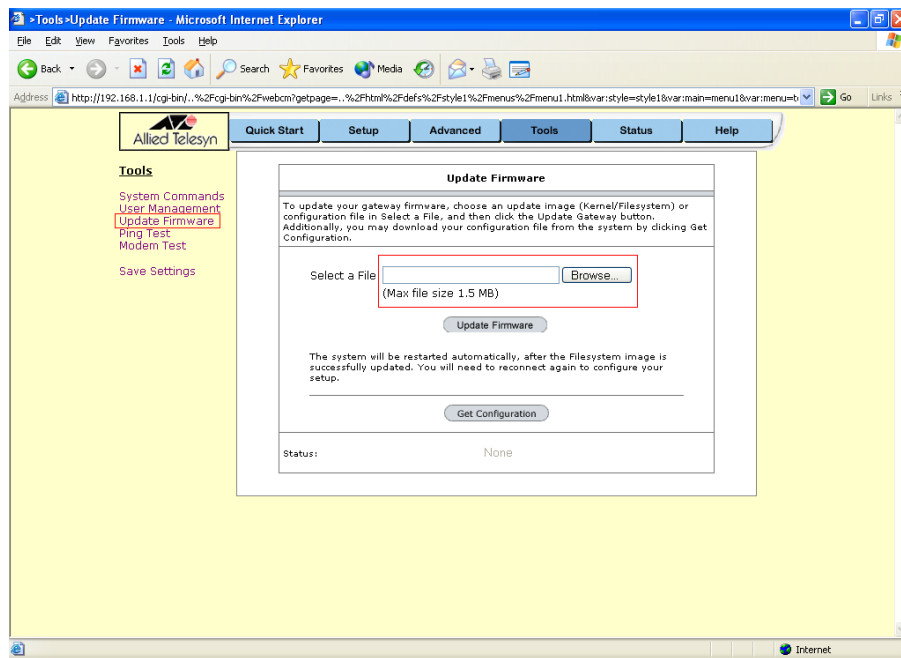 >Tools>Update Firmware - Microsoft Internet Explorer
File Edit View Favorites Tools Help
Back Search Favorites Media
Address http://192.168.1.1/cgi-bin/..%2Fcgi-bin%2Fwebcm?getpage=..%2Fhtml%2Fdefs%2Fstyle1%2Fmenus%2Fmenu1.html&var:style=style1&var:main=menu1&var:menu=b Go Links
Allied Telesyn
Quick Start Setup Advanced Tools Status Help
Tools
System Commands
User Management
Update Firmware
Ping Test
Modem Test
Save Settings
Update Firmware
To update your gateway firmware, choose an update image (Kernel/Filesystem) or
configuration file in Select a File, and then click the Update Gateway button.
Additionally, you may download your configuration file from the system by clicking Get
Configuration.
Select a File Browse...
(Max file size 1.5 MB)
Update Firmware
The system will be restarted automatically, after the Filesystem image is
successfully updated. You will need to reconnect again to configure your
setup.
Get Configuration
Status: None
Internet